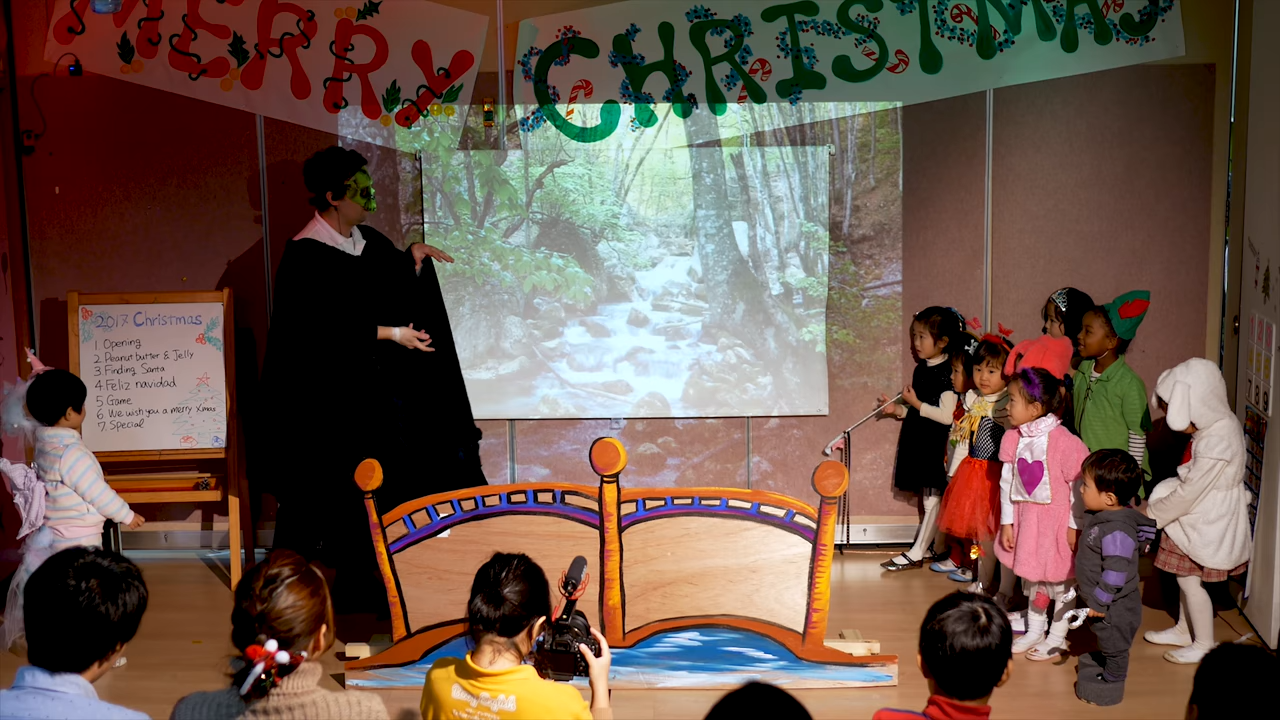 MERRY CHRISTMAS
2017 Christmas
1 Opening
2. Peanut butter & Jelly
3. Finding Santa
4. Feliz navidad
5. Game
6. We wish you a merry Xmas
7. Special